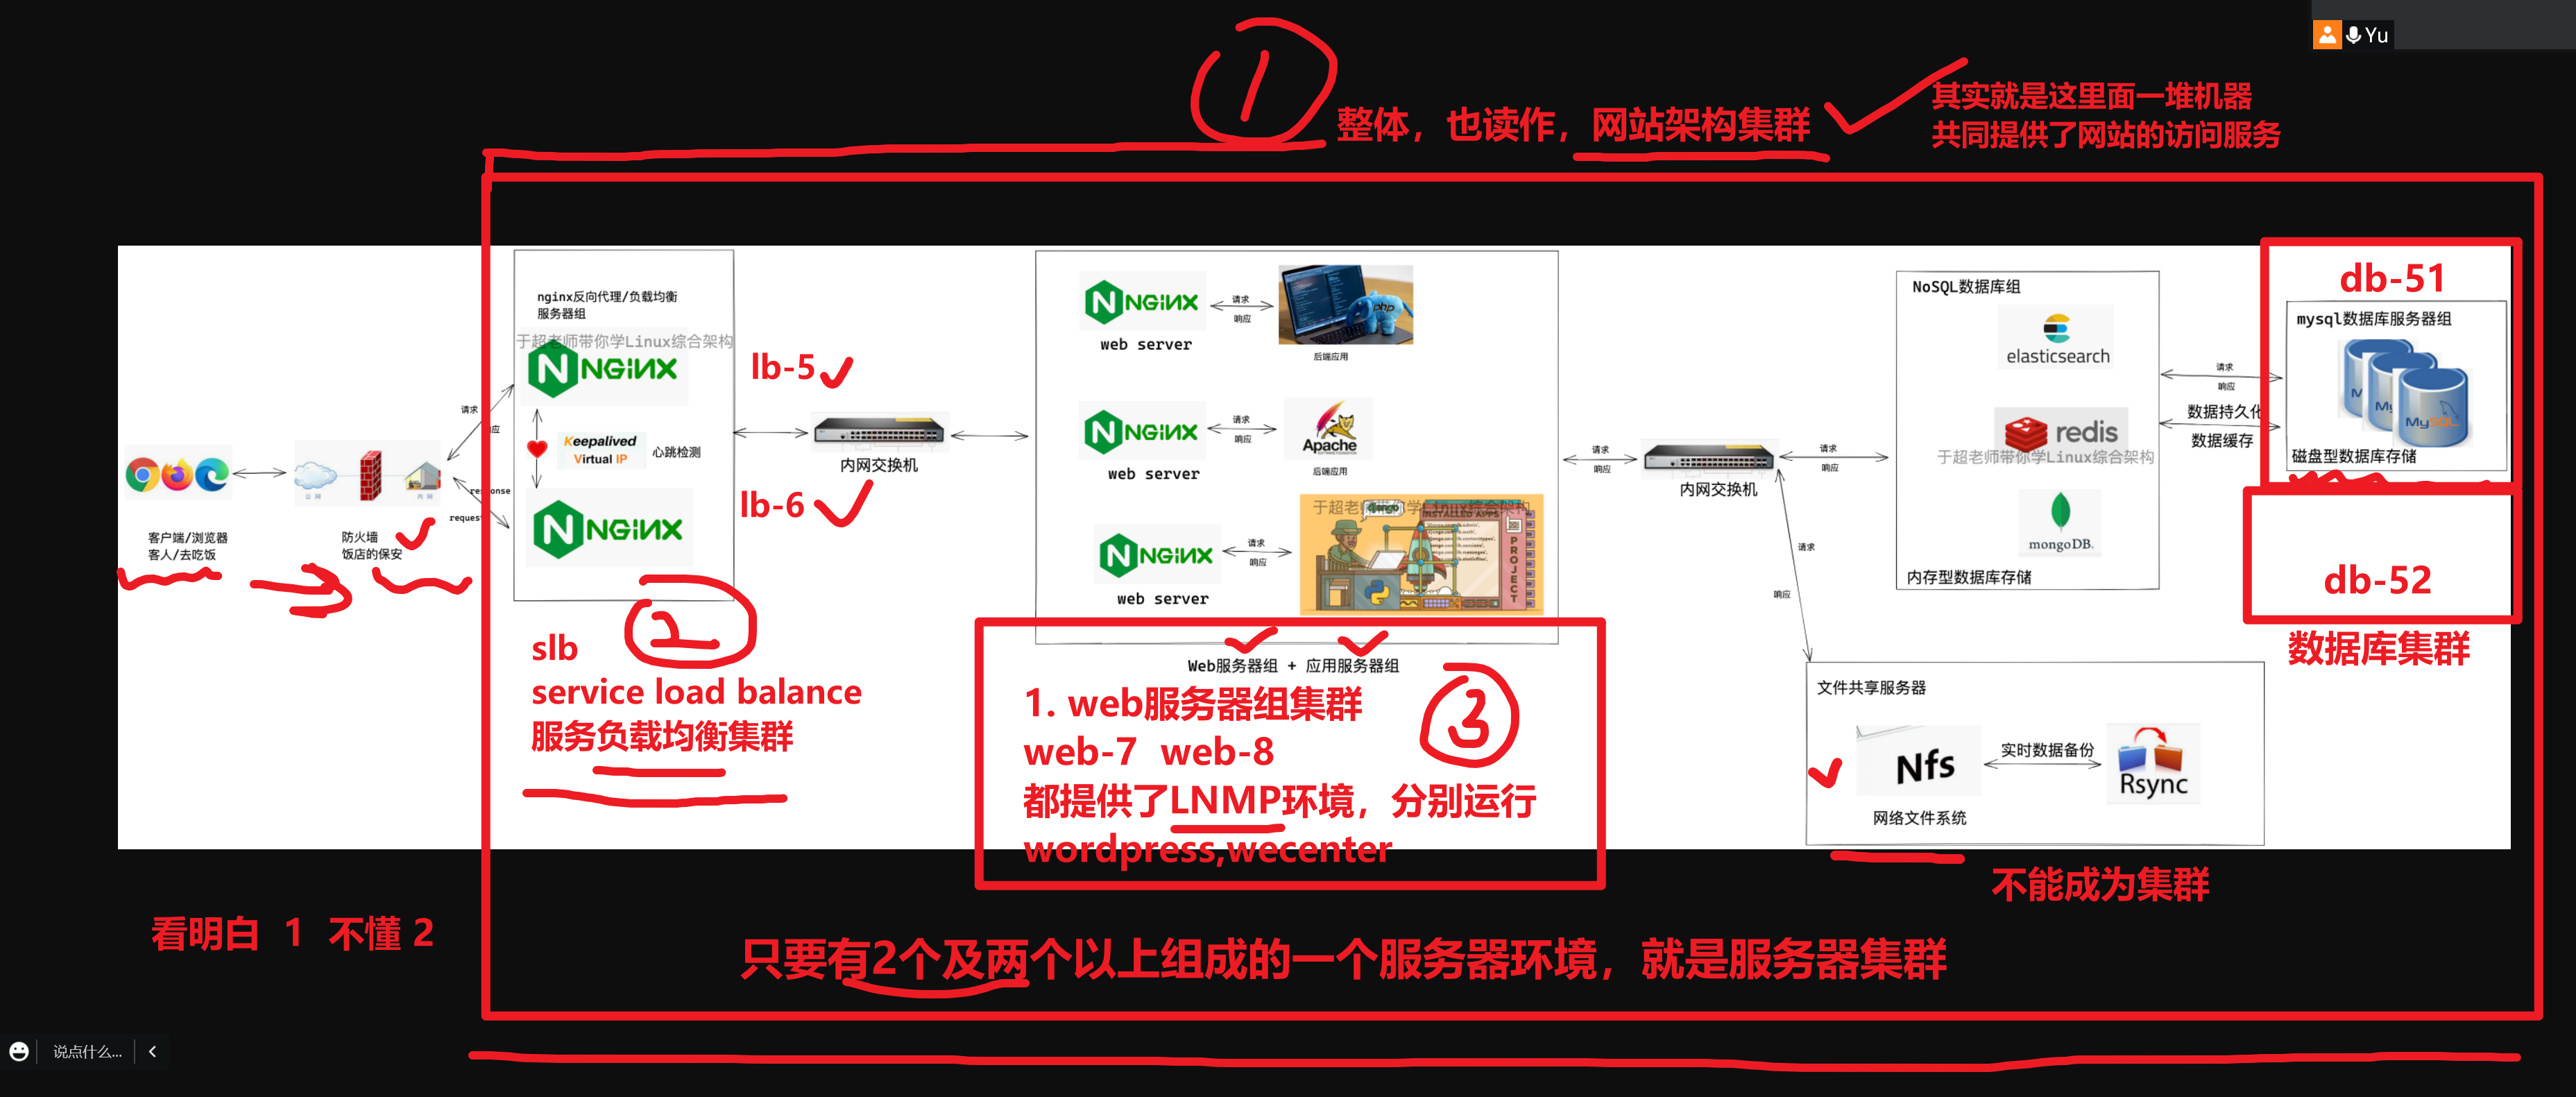 Yu
1
整体，也读作，网站架构集群
其实就是这里面一堆机器
共同提供了网站的访问服务
客户端/浏览器
客人/去吃饭
公网
内网
防火墙
饭店的保安
请求
响应
response
request
nginx反向代理/负载均衡
服务器组
于超老师带你学Linux综合架构
NGINX
Keepalived
Virtual IP
心跳检测
NGINX
lb-5
lb-6
2
slb
service load balance
服务负载均衡集群
内网交换机
NGINX
web server
请求
响应
php
后端应用
NGINX
web server
请求
响应
Apache
后端应用
NGINX
web server
请求
响应
django
INSTALLED APPS
PROJECT
Web服务器组 + 应用服务器组
3
1. web服务器组集群
web-7 web-8
都提供了LNMP环境，分别运行
wordpress,wecenter
请求
响应
内网交换机
请求
响应
请求
响应
NoSQL数据库组
elasticsearch
redis
于超老师带你学Linux综合架构
mongoDB.
内存型数据库存储
请求
响应
数据持久化
数据缓存
db-51
mysql数据库服务器组
MySQL
磁盘型数据库存储
db-52
数据库集群
文件共享服务器
Nfs
网络文件系统
实时数据备份
Rsync
不能成为集群
看明白 1 不懂 2
只要有2个及两个以上组成的一个服务器环境，就是服务器集群
说点什么...